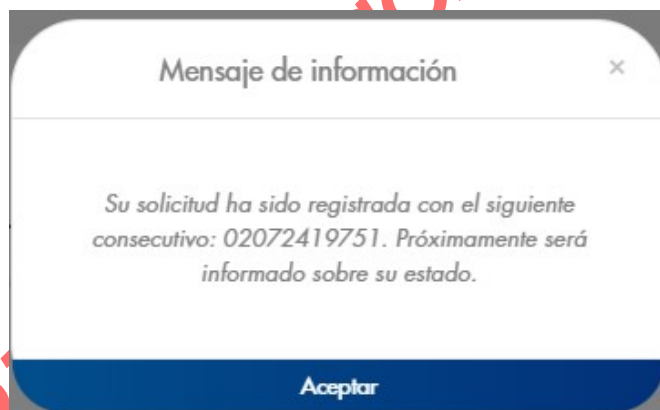 Mensaje de información ×
Su solicitud ha sido registrada con el siguiente
consecutivo: 02072419751. Próximamente será
informado sobre su estado.
Aceptar